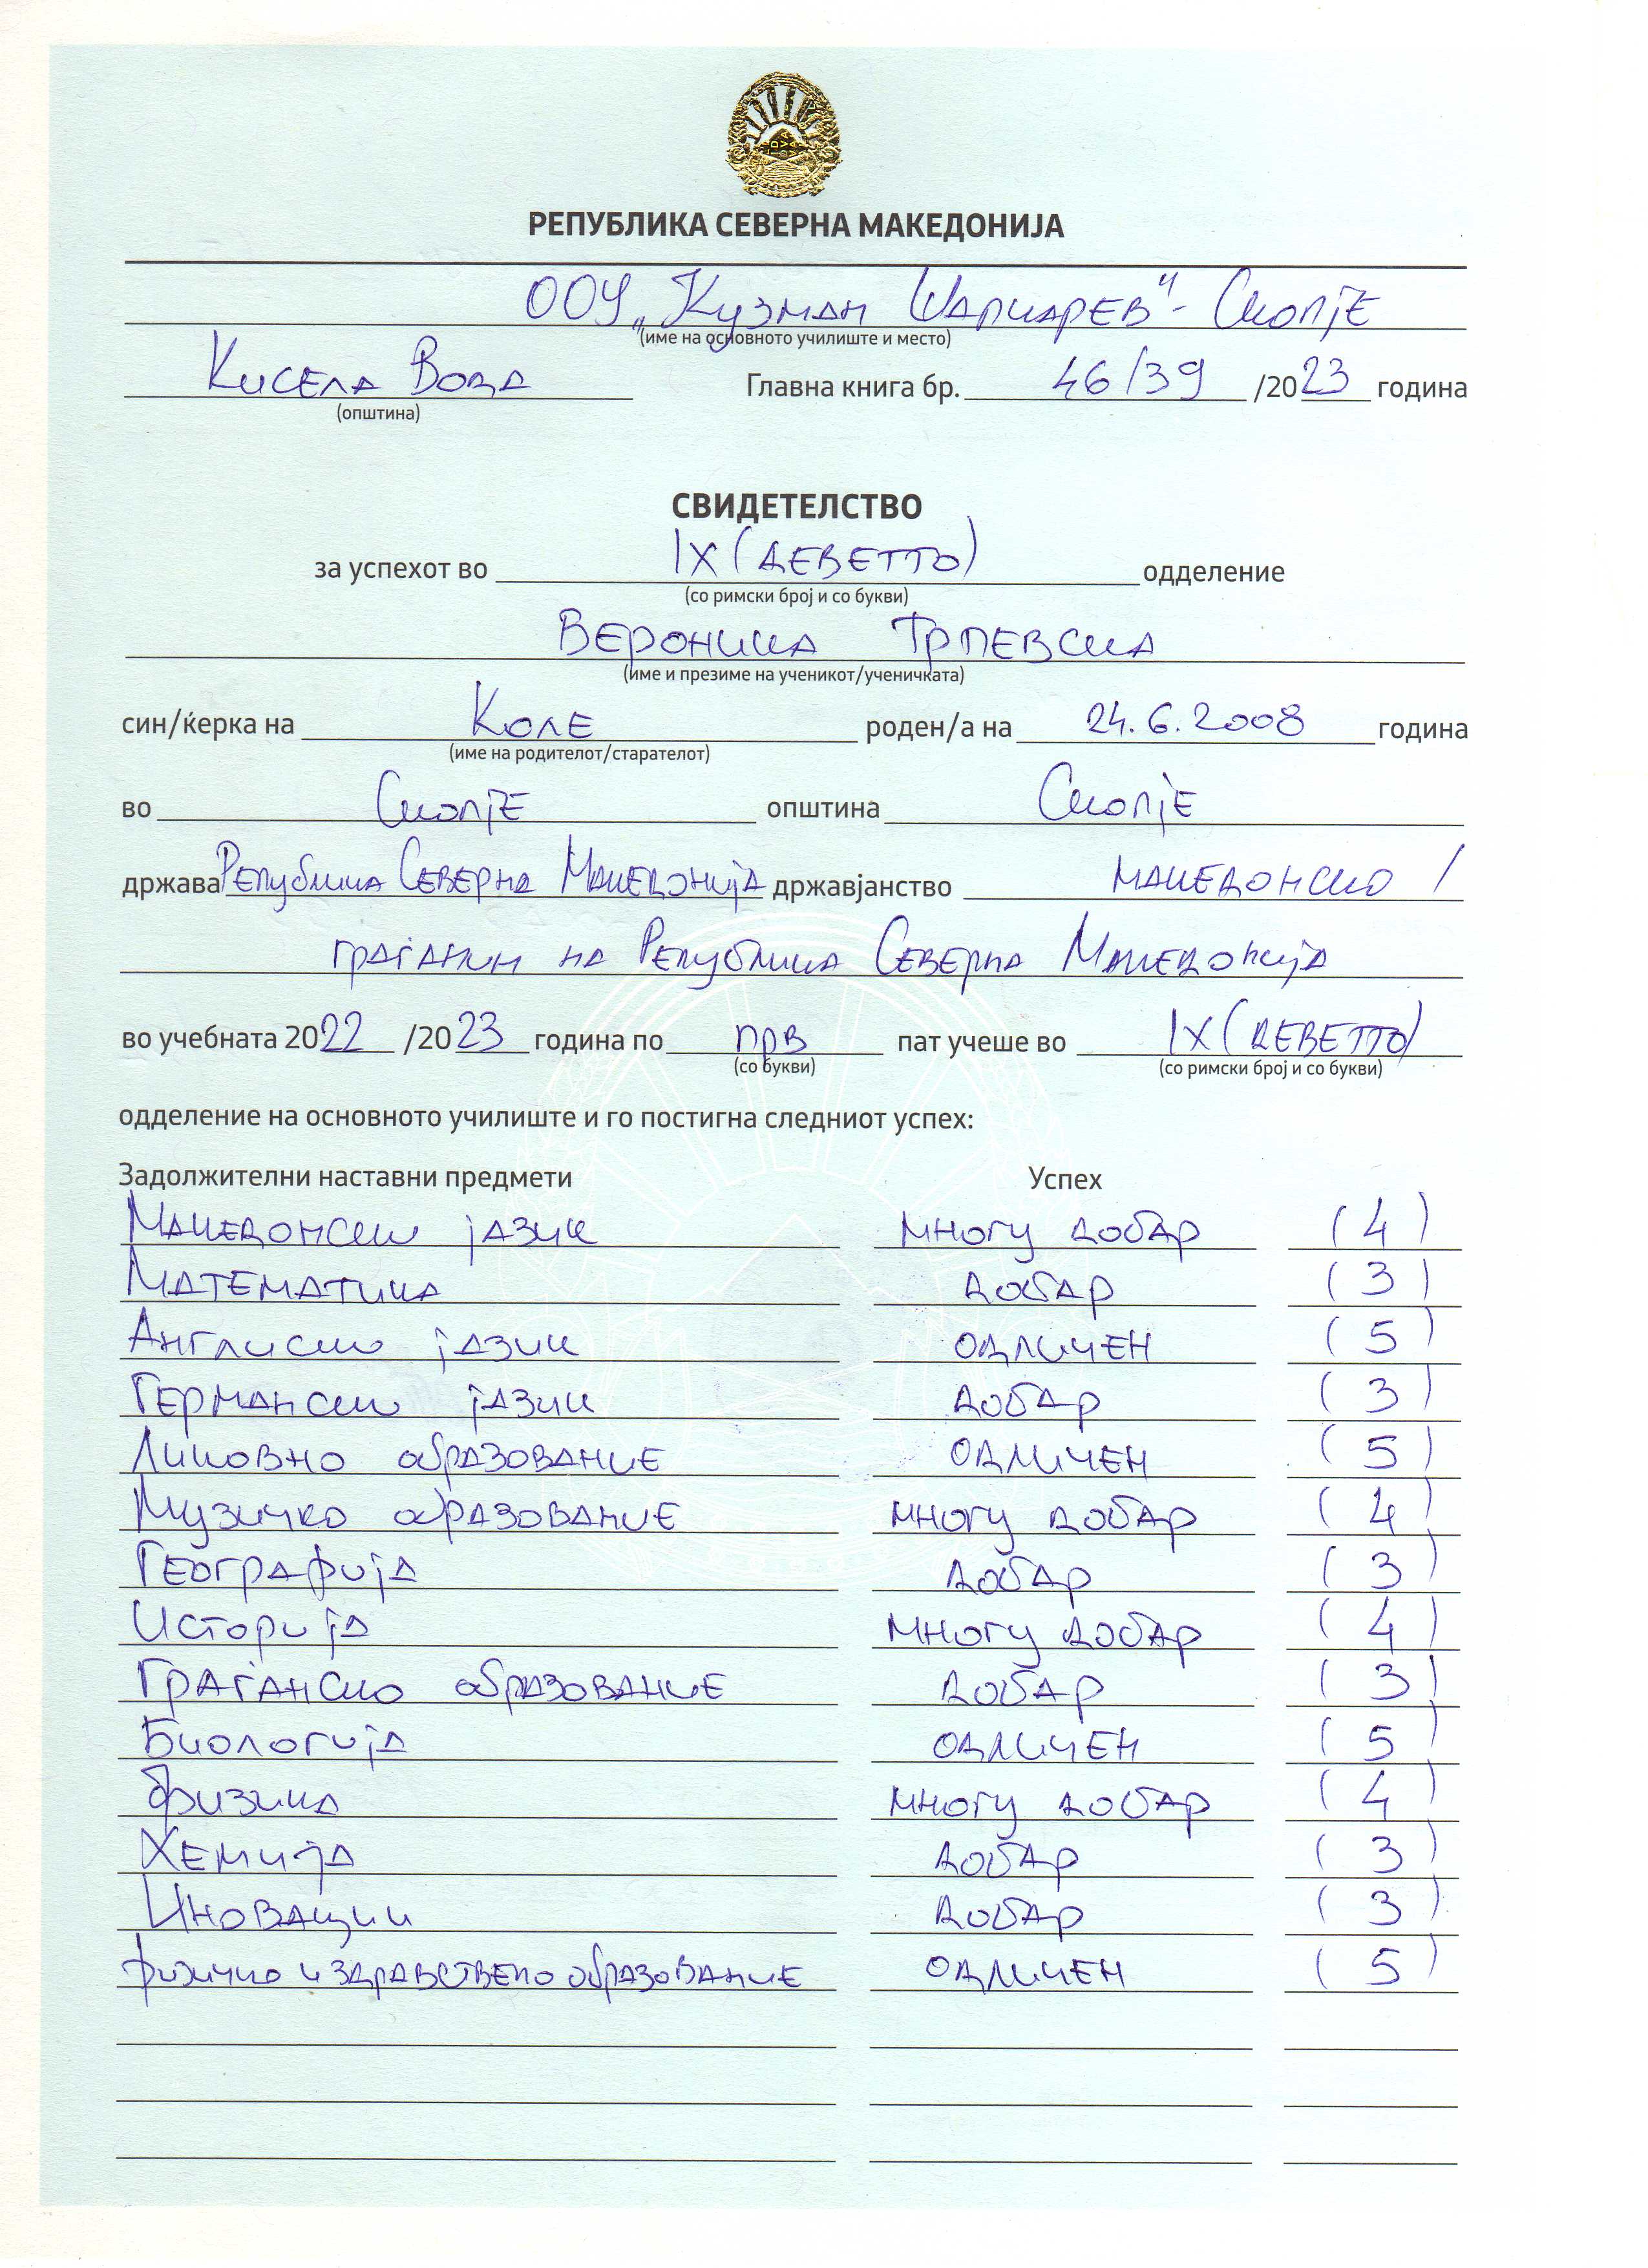 РЕПУБЛИКА СЕВЕРНА МАКЕДОНИЈА
ООУ „Кузман Шапкарев" - Скопје
(име на основното училиште и место)
Кисела Вода Главна книга бр. 46/39 /2023 година
(општина)
СВИДЕТЕЛСТВО
за успехот во IX (деветто) одделение
(со римски број и со букви)
Вероника Трпевска
(име и презиме на ученикот/ученичката)
син/ќерка на Коле роден/а на 24.6.2008 година
(име на родителот/старателот)
во Скопје општина Скопје
држава Република Северна Македонија државјанство македонско /
граѓанин на Република Северна Македонија
во учебната 2022 /2023 година по прв пат учеше во IX (деветто)
(со букви) (со римски број и со букви)
одделение на основното училиште и го постигна следниот успех:
Задолжителни наставни предмети Успех
Македонски јазик многу добар (4)
Математика добар (3)
Англиски јазик одличен (5)
Германски јазик добар (3)
Ликовно образование одличен (5)
Музичко образование многу добар (4)
Географија добар (3)
Историја многу добар (4)
Граѓанско образование добар (3)
Биологија одличен (5)
Физика многу добар (4)
Хемија добар (3)
Иновации добар (3)
Физичко и здравствено образование одличен (5)